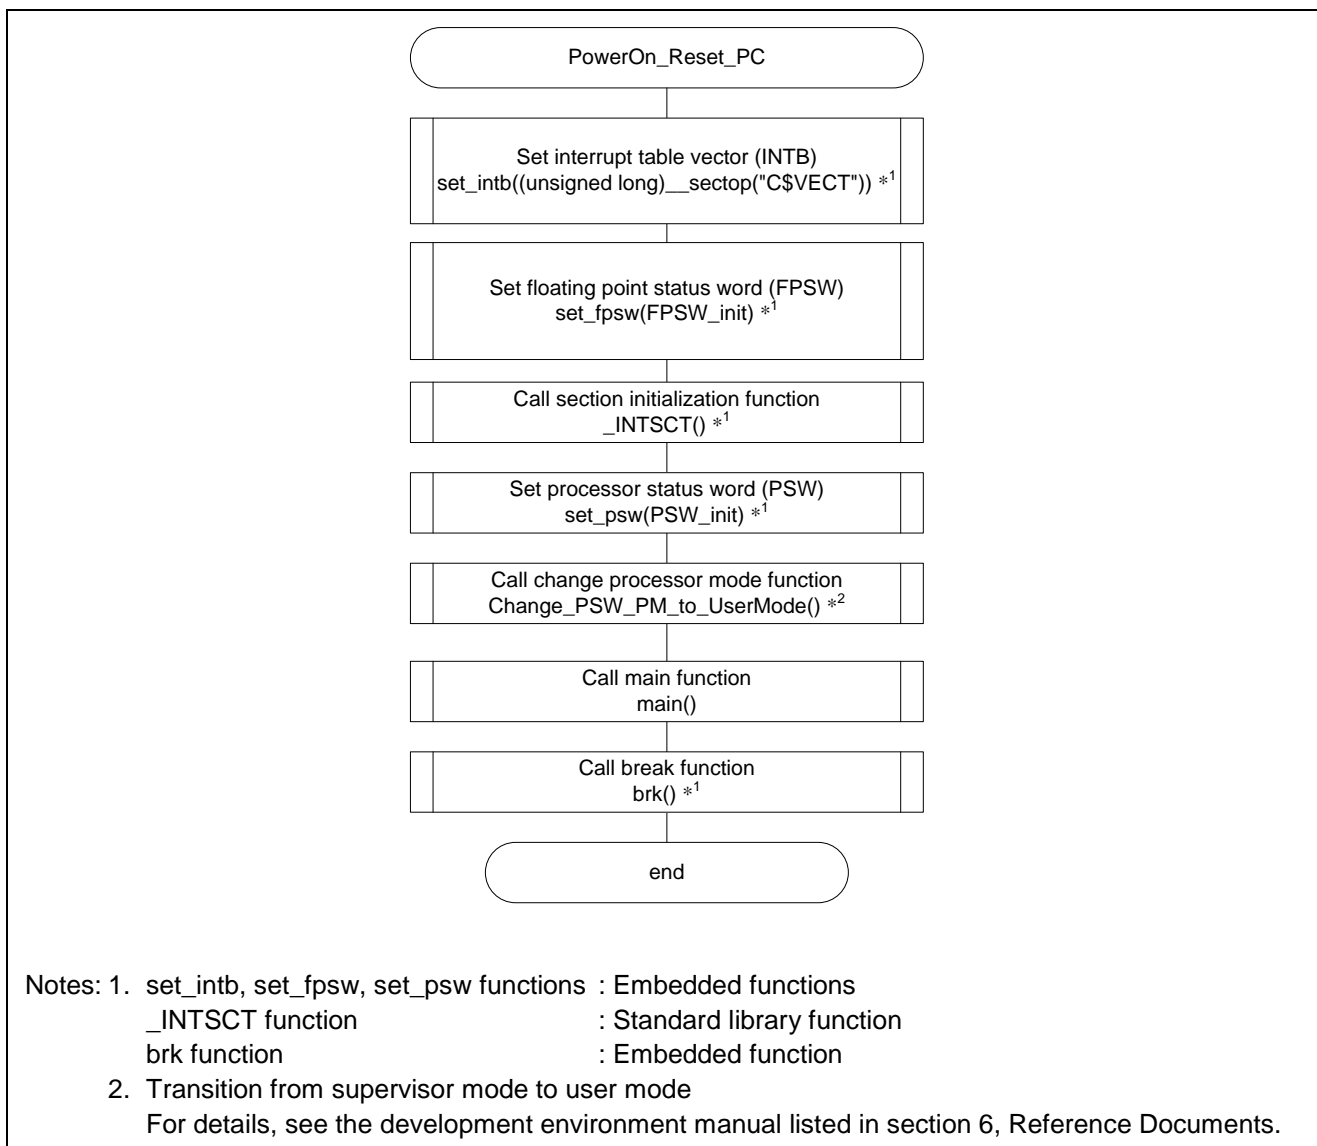 PowerOn_Reset_PC
Set interrupt table vector (INTB)
set_intb((unsigned long)__sectop("C$VECT")) *1
Set floating point status word (FPSW)
set_fpsw(FPSW_init) *1
Call section initialization function
_INTSCT() *1
Set processor status word (PSW)
set_psw(PSW_init) *1
Call change processor mode function
Change_PSW_PM_to_UserMode() *2
Call main function
main()
Call break function
brk() *1
end
Notes: 1. set_intb, set_fpsw, set_psw functions : Embedded functions
_INTSCT function : Standard library function
brk function : Embedded function
2. Transition from supervisor mode to user mode
For details, see the development environment manual listed in section 6, Reference Documents.